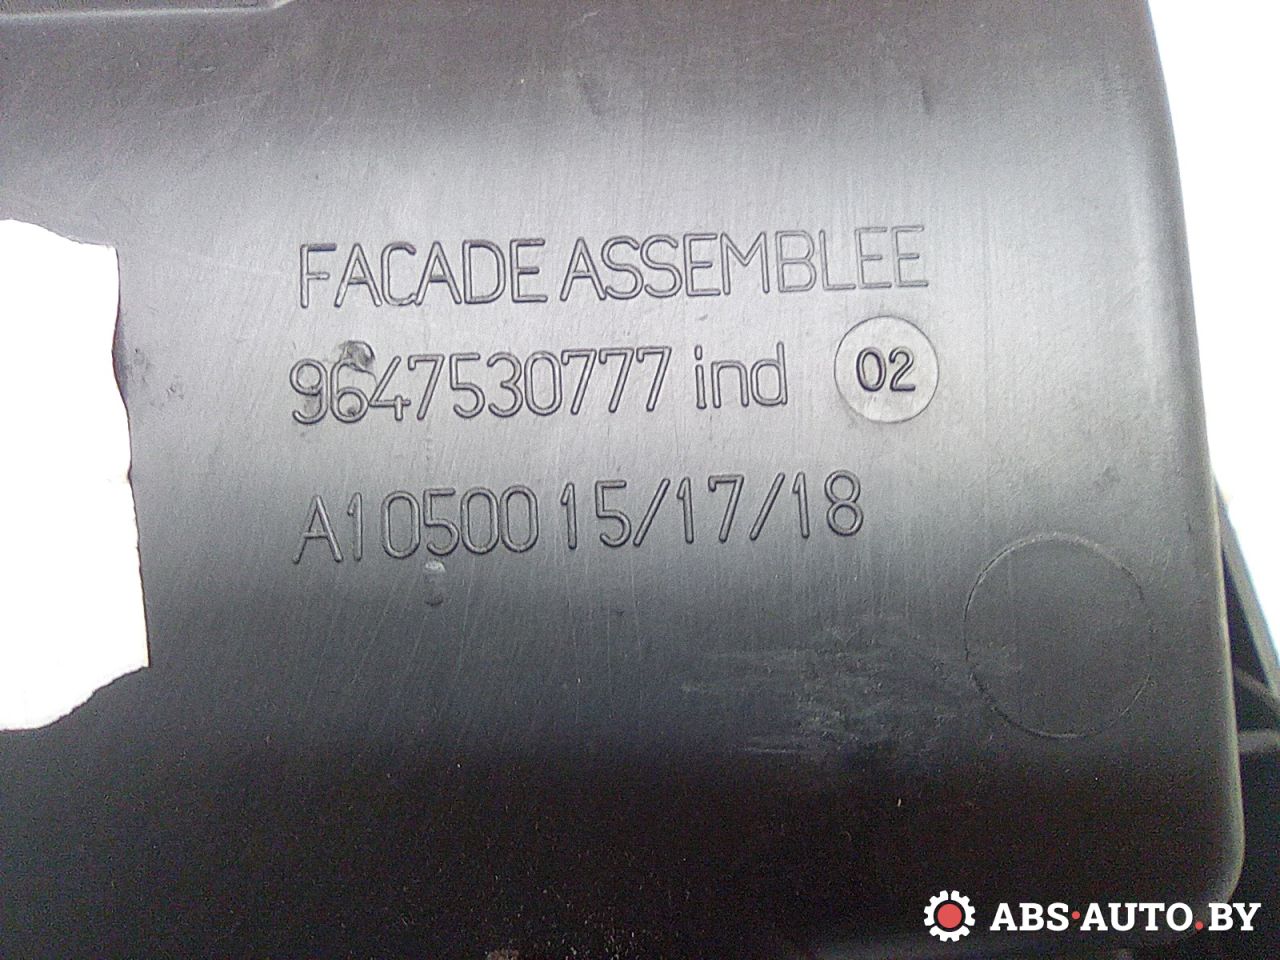 FACADE ASSEMBLEE
9647530777 ind 02
A10500 15/17/18
ABS·AUTO.BY